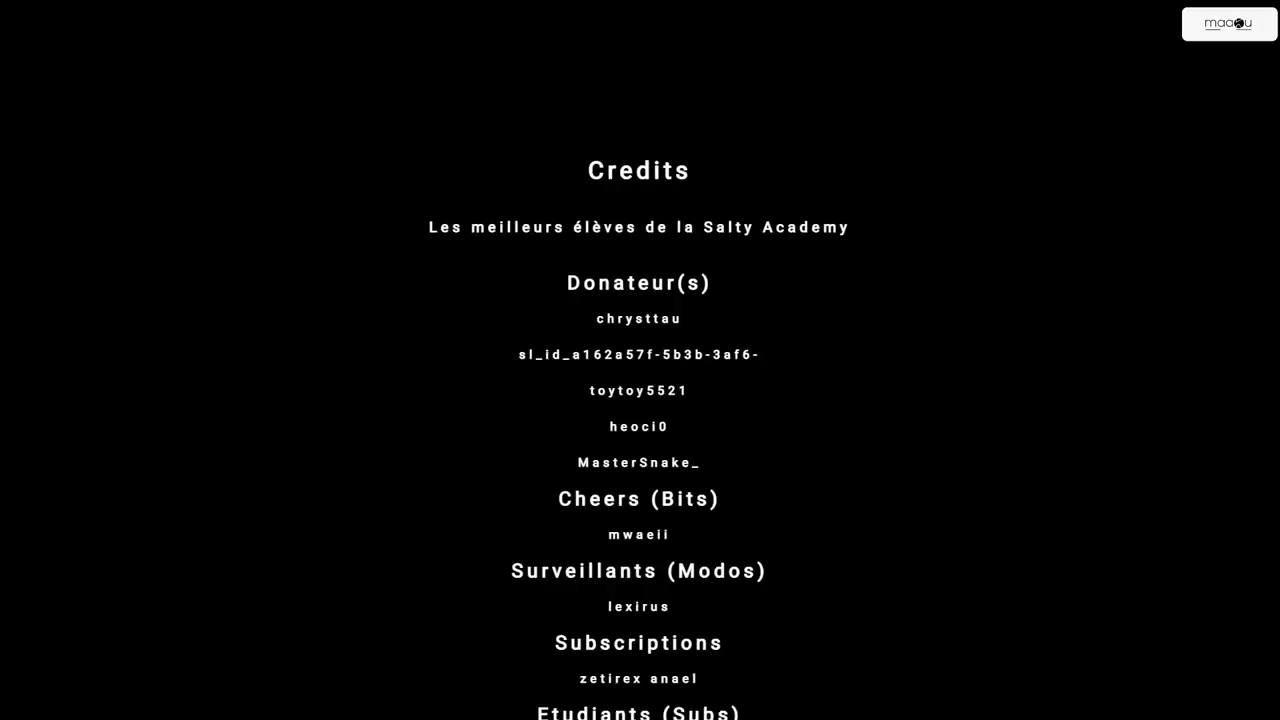 maaou
Credits
Les meilleurs élèves de la Salty Academy
Donateur(s)
chrysttau
sl_id_a162a57f-5b3b-3af6-
toytoy5521
heoci0
MasterSnake_
Cheers (Bits)
mwaeii
Surveillants (Modos)
lexirus
Subscriptions
zetirex anael
Etudiants (Subs)